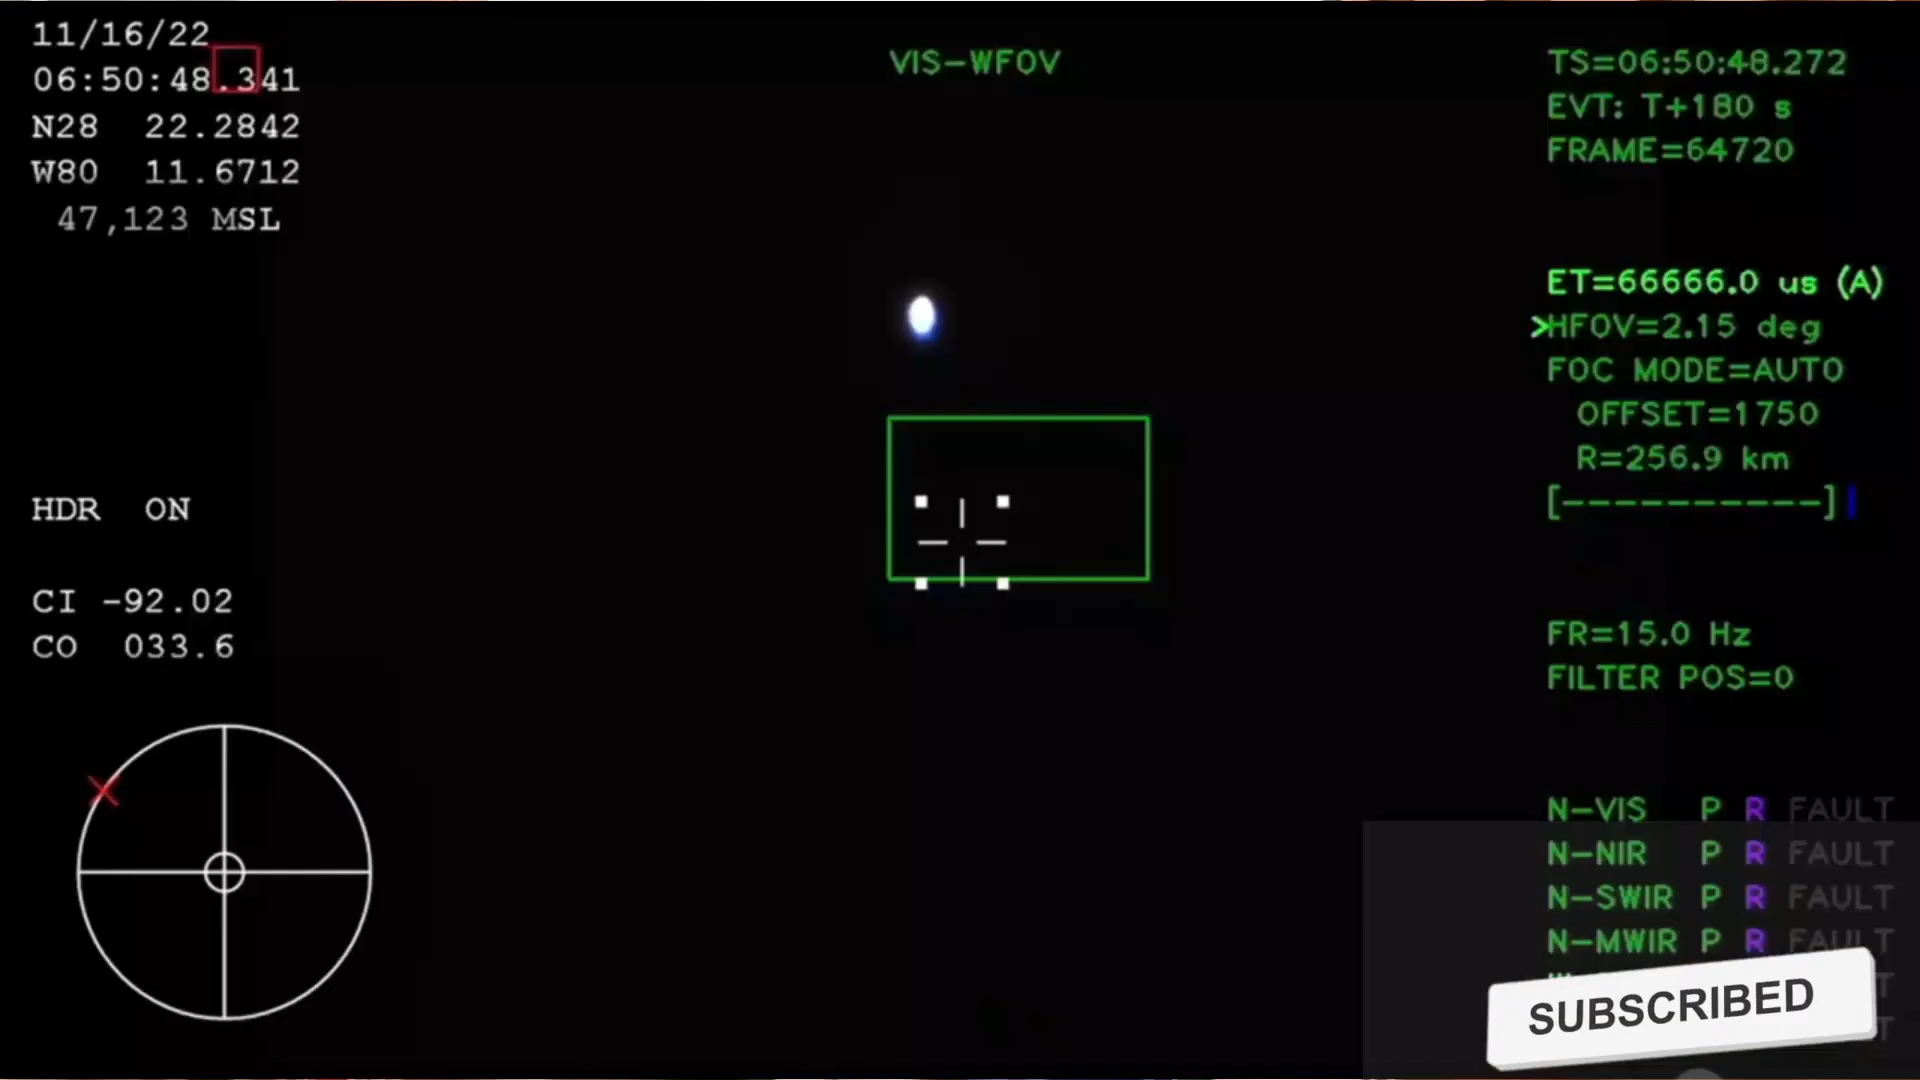 11/16/22
06:50:48.341
N28 22.2842
W80 11.6712
47,123 MSL
HDR ON
CI -92.02
CO 033.6
VIS-WFOV
TS=06:50:48.272
EVT: T+180 s
FRAME=64720
ET=66666.0 us (A)
>HFOV=2.15 deg
FOC MODE=AUTO
OFFSET=1750
R=256.9 km
[-----------]
FR=15.0 Hz
FILTER POS=0
N-VIS P R FAULT
N-NIR P R FAULT
N-SWIR P R FAULT
N-MWIR P R FAULT
SUBSCRIBED